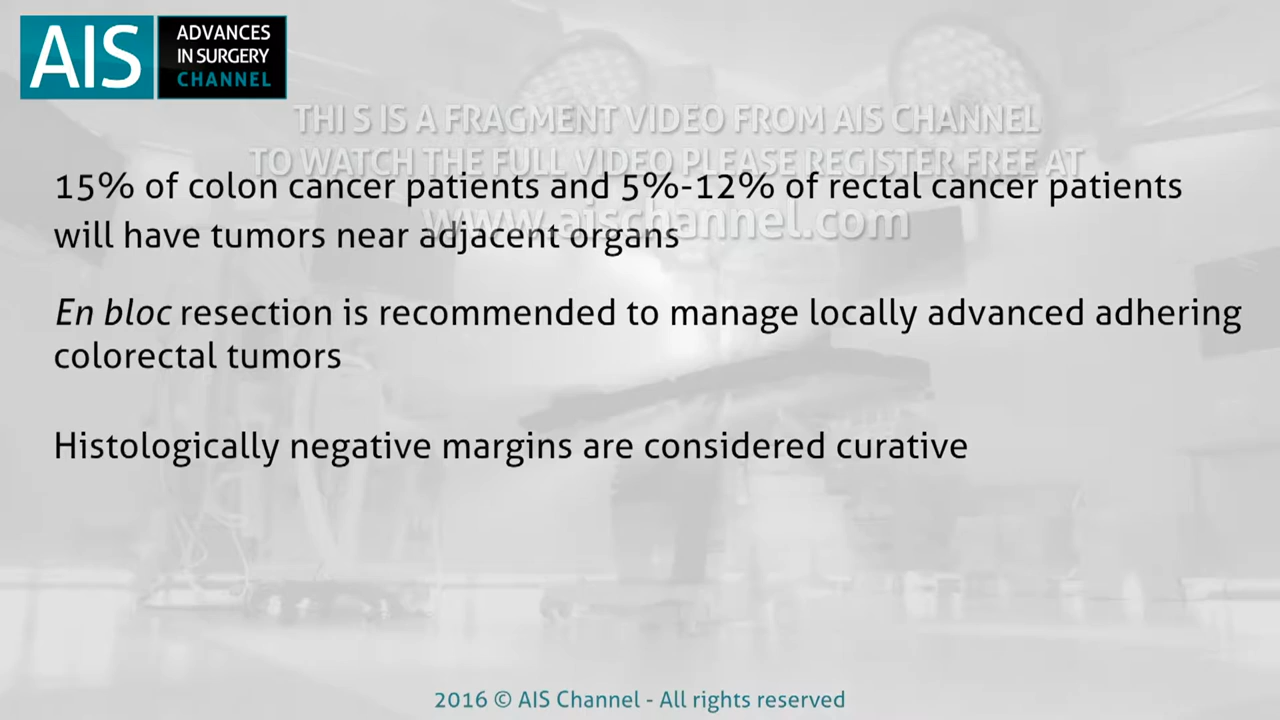 AIS
ADVANCES
IN SURGERY
CHANNEL
THI S IS A FRAGMENT VIDEO FROM AIS CHANNEL
TO WATCH THE FULL VIDEO PLEASE REGISTER FREE AT
www.aischannel.com
15% of colon cancer patients and 5%-12% of rectal cancer patients
will have tumors near adjacent organs
En bloc resection is recommended to manage locally advanced adhering
colorectal tumors
Histologically negative margins are considered curative
2016 © AIS Channel - All rights reserved